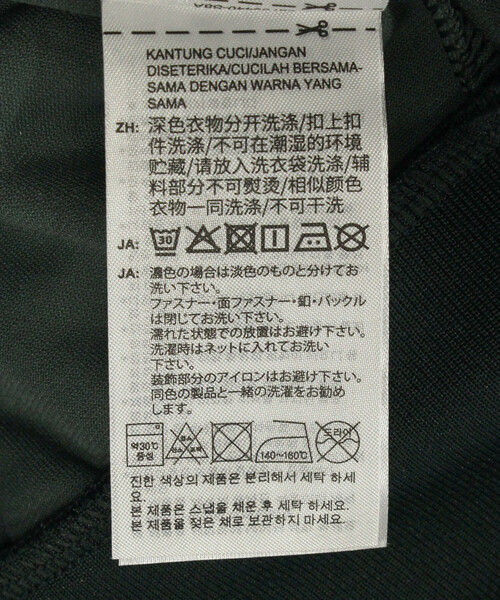 KANTUNG CUCI/JANGAN
DISETERIKA/CUCILAH BERSAMA-
SAMA DENGAN WARNA YANG
SAMA
ZH: 深色衣物分开洗涤/扣上扣
件洗涤/不可在潮湿的环境
贮藏/请放入洗衣袋洗涤/辅
料部分不可熨烫/相似颜色
衣物一同洗涤/不可干洗
JA: 30
JA: 濃色の場合は淡色のものと分けてお
洗い下さい。
ファスナー・面ファスナー・釦・バックル
は閉じてお洗い下さい。
濡れた状態での放置はお避け下さい。
洗濯時はネットに入れてお洗い
下さい。
装飾部分のアイロンはお避け下さい。
同色の製品と一緒の洗濯をお勧め
します。
약30℃
중성
140~160℃
드라이
진한 색상의 제품은 분리해서 세탁 하세
요.
본 제품은 스냅을 채운 후 세탁 하세요.
본 제품을 젖은 채로 보관하지 마세요.